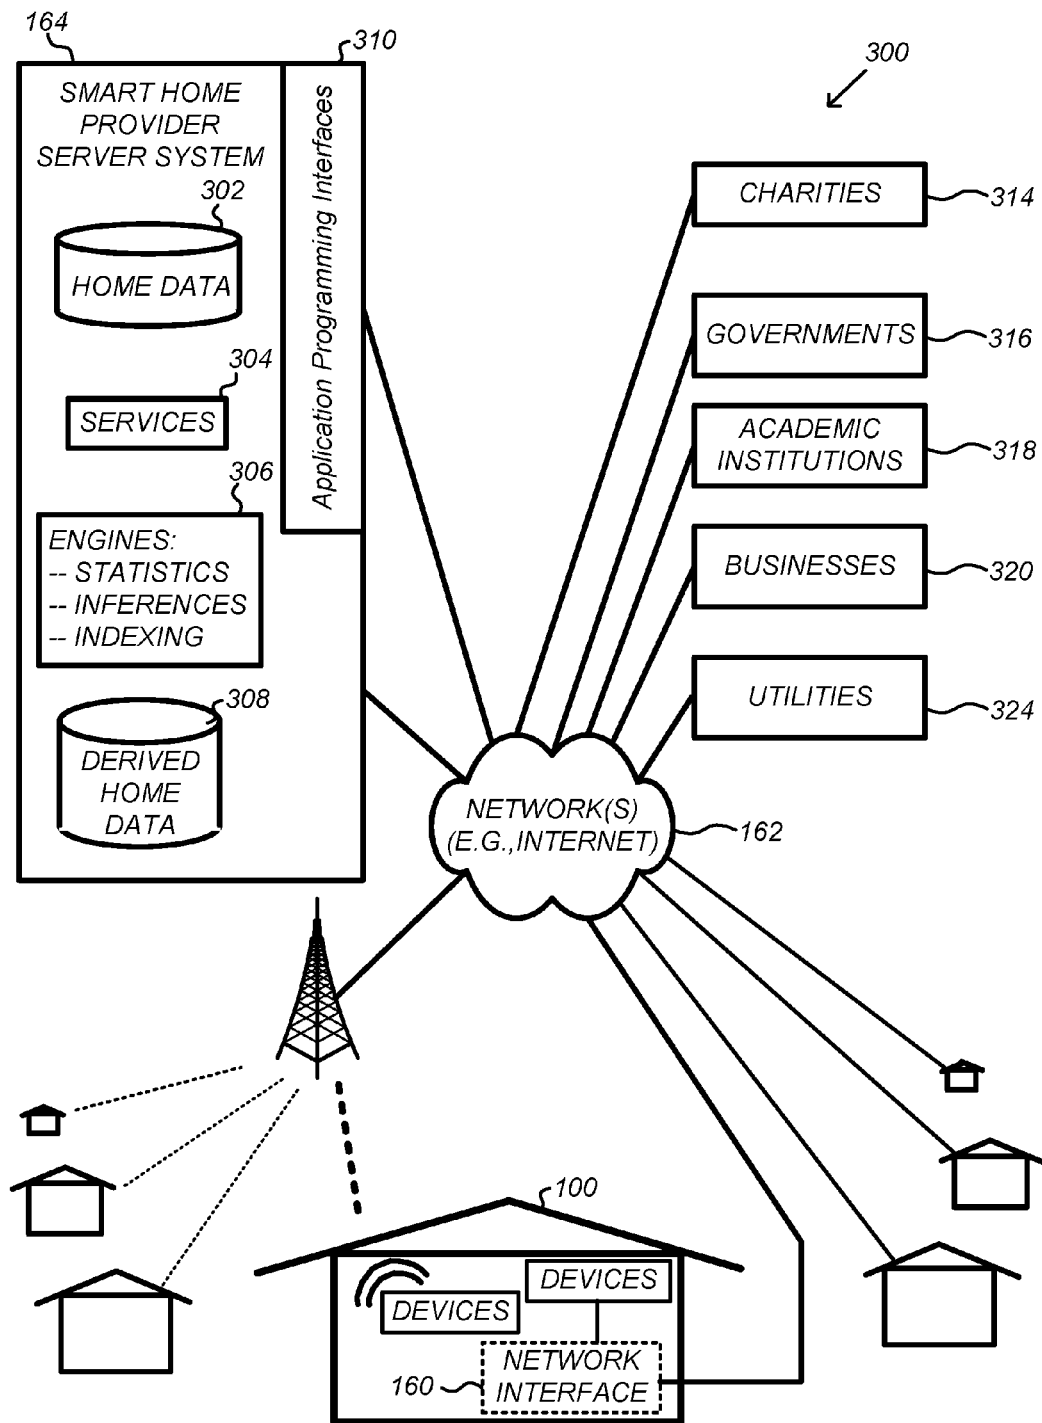 164
310
300
SMART HOME
PROVIDER
SERVER SYSTEM
Application Programming Interfaces
302
HOME DATA
304
SERVICES
306
ENGINES:
-- STATISTICS
-- INFERENCES
-- INDEXING
308
DERIVED
HOME
DATA
CHARITIES
314
GOVERNMENTS
316
ACADEMIC
INSTITUTIONS
318
BUSINESSES
320
UTILITIES
324
NETWORK(S)
(E.G.,INTERNET)
162
100
DEVICES
DEVICES
NETWORK
INTERFACE
160